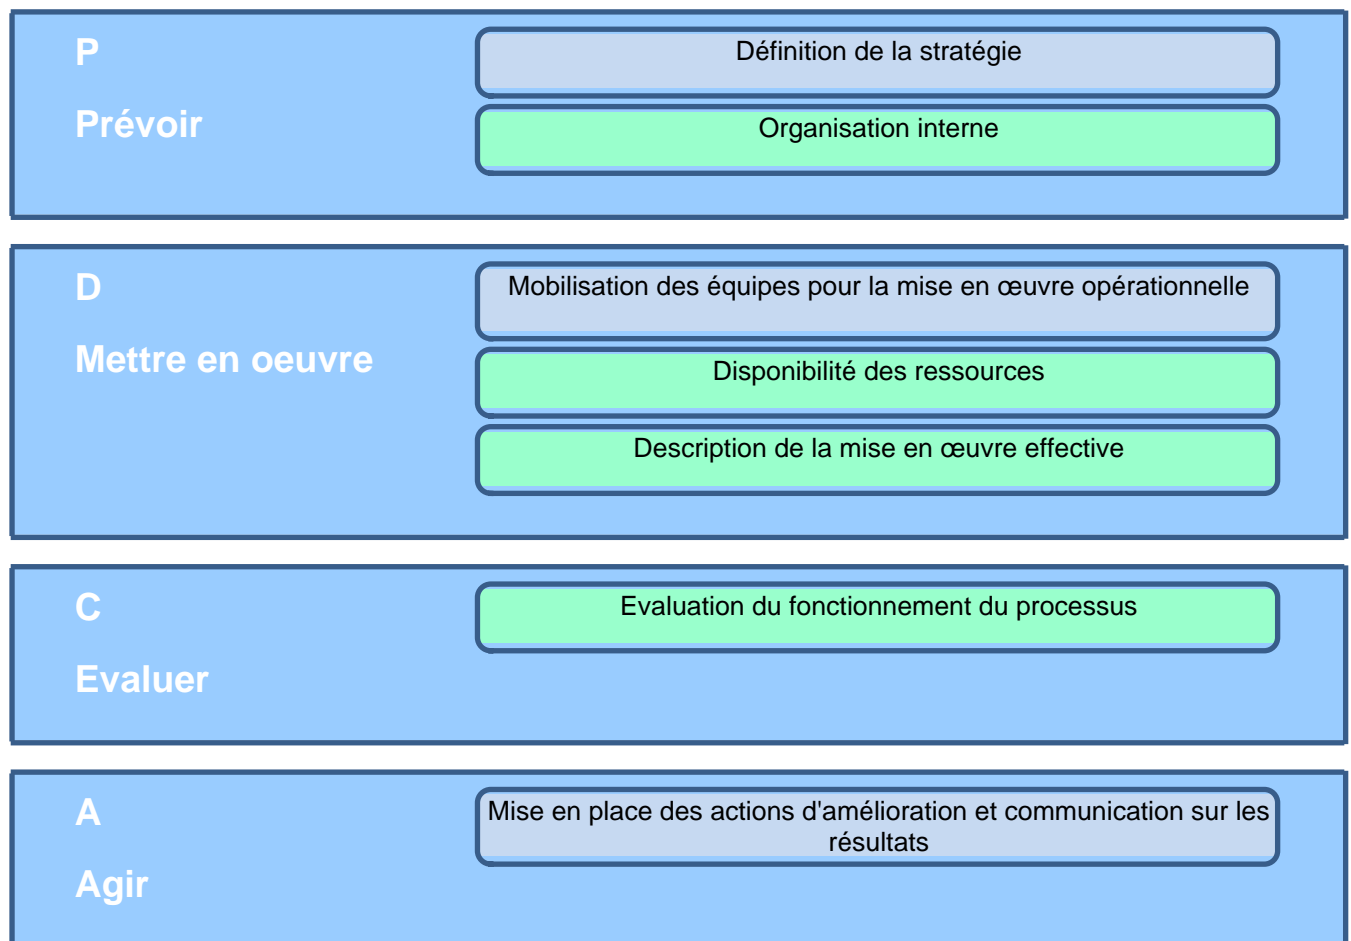 P
Définition de la stratégie
Prévoir
Organisation interne
D
Mobilisation des équipes pour la mise en œuvre opérationnelle
Mettre en oeuvre
Disponibilité des ressources
Description de la mise en œuvre effective
C
Evaluation du fonctionnement du processus
Evaluer
A
Mise en place des actions d'amélioration et communication sur les
résultats
Agir